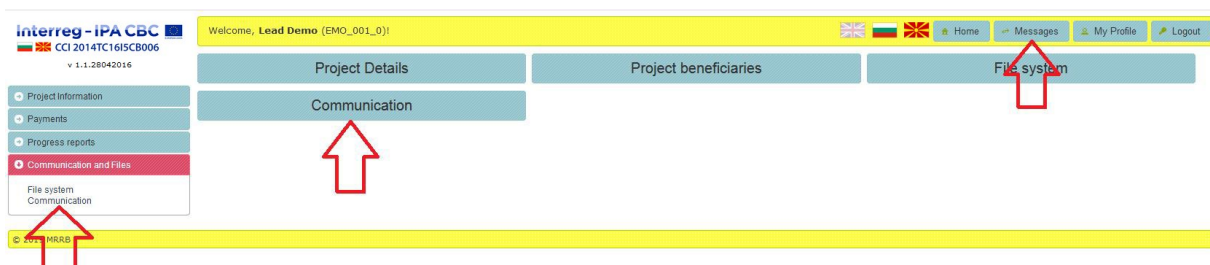 Interreg - IPA CBC
CCI 2014TC16I5CB006
v 1.1.28042016
Welcome, Lead Demo (EMO_001_0)!
Home
Messages
My Profile
Logout
Project Details
Project beneficiaries
File system
Communication
Project Information
Payments
Progress reports
Communication and Files
File system
Communication
MRRB